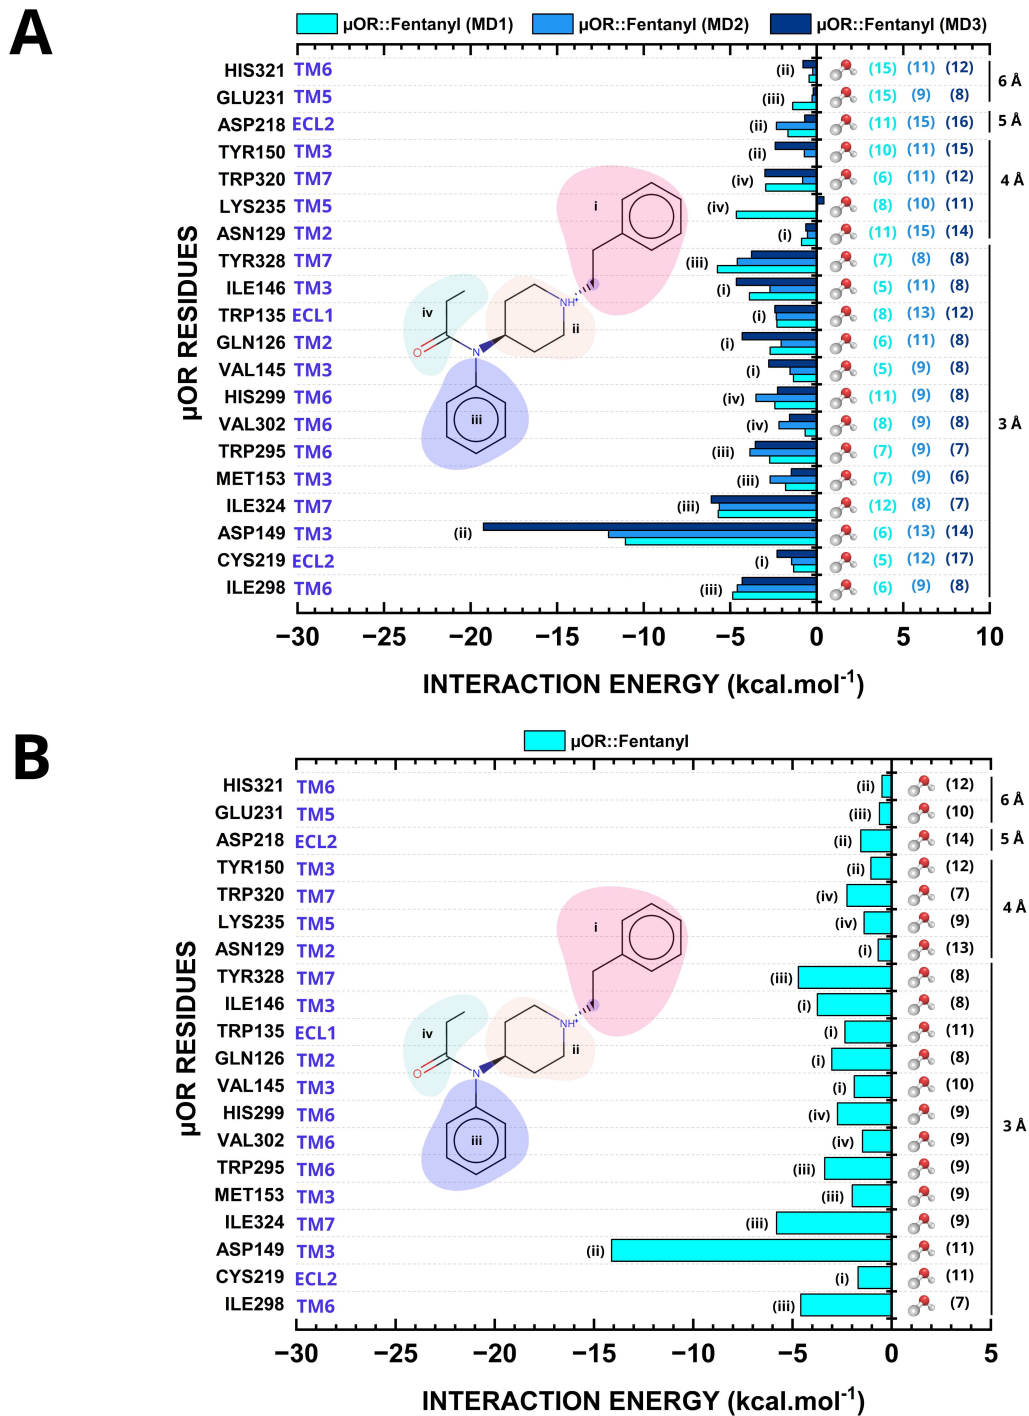 A
µOR::Fentanyl (MD1) µOR::Fentanyl (MD2) µOR::Fentanyl (MD3)
HIS321 TM6 (ii) (15) (11) (12)
6 Å
GLU231 TM5 (iii) (15) (9) (8)
ASP218 ECL2 (ii) (11) (15) (16) 5 Å
TYR150 TM3 (ii) (10) (11) (15)
TRP320 TM7 (iv) (6) (11) (12) 4 Å
LYS235 TM5 (iv) (8) (10) (11)
ASN129 TM2 (i) (11) (15) (14)
TYR328 TM7 (iii) (7) (8) (8)
ILE146 TM3 (i) (5) (11) (8)
TRP135 ECL1 (i) (8) (13) (12)
GLN126 TM2 (i) (6) (11) (8)
VAL145 TM3 (i) (5) (9) (8)
HIS299 TM6 (iv) (11) (9) (8)
VAL302 TM6 (iv) (8) (9) (8) 3 Å
TRP295 TM6 (iii) (7) (9) (7)
MET153 TM3 (iii) (7) (9) (6)
ILE324 TM7 (iii) (12) (8) (7)
ASP149 TM3 (ii) (6) (13) (14)
CYS219 ECL2 (i) (5) (12) (17)
ILE298 TM6 (iii) (6) (9) (8)
µOR RESIDUES
i
NH+
ii
iv
O
N
iii
−30 −25 −20 −15 −10 −5 0 5 10
INTERACTION ENERGY (kcal.mol-1)
B
µOR::Fentanyl
HIS321 TM6 (ii) (12)
6 Å
GLU231 TM5 (iii) (10)
ASP218 ECL2 (ii) (14) 5 Å
TYR150 TM3 (ii) (12)
TRP320 TM7 (iv) (7)
4 Å
LYS235 TM5 (iv) (9)
ASN129 TM2 (i) (13)
TYR328 TM7 (iii) (8)
ILE146 TM3 (i) (8)
TRP135 ECL1 (i) (11)
GLN126 TM2 (i) (8)
VAL145 TM3 (i) (10)
HIS299 TM6 (iv) (9)
3 Å
VAL302 TM6 (iv) (9)
TRP295 TM6 (iii) (9)
MET153 TM3 (iii) (9)
ILE324 TM7 (iii) (9)
ASP149 TM3 (ii) (11)
CYS219 ECL2 (i) (11)
ILE298 TM6 (iii) (7)
µOR RESIDUES
i
NH+
ii
iv
O
N
iii
−30 −25 −20 −15 −10 −5 0 5
INTERACTION ENERGY (kcal.mol-1)